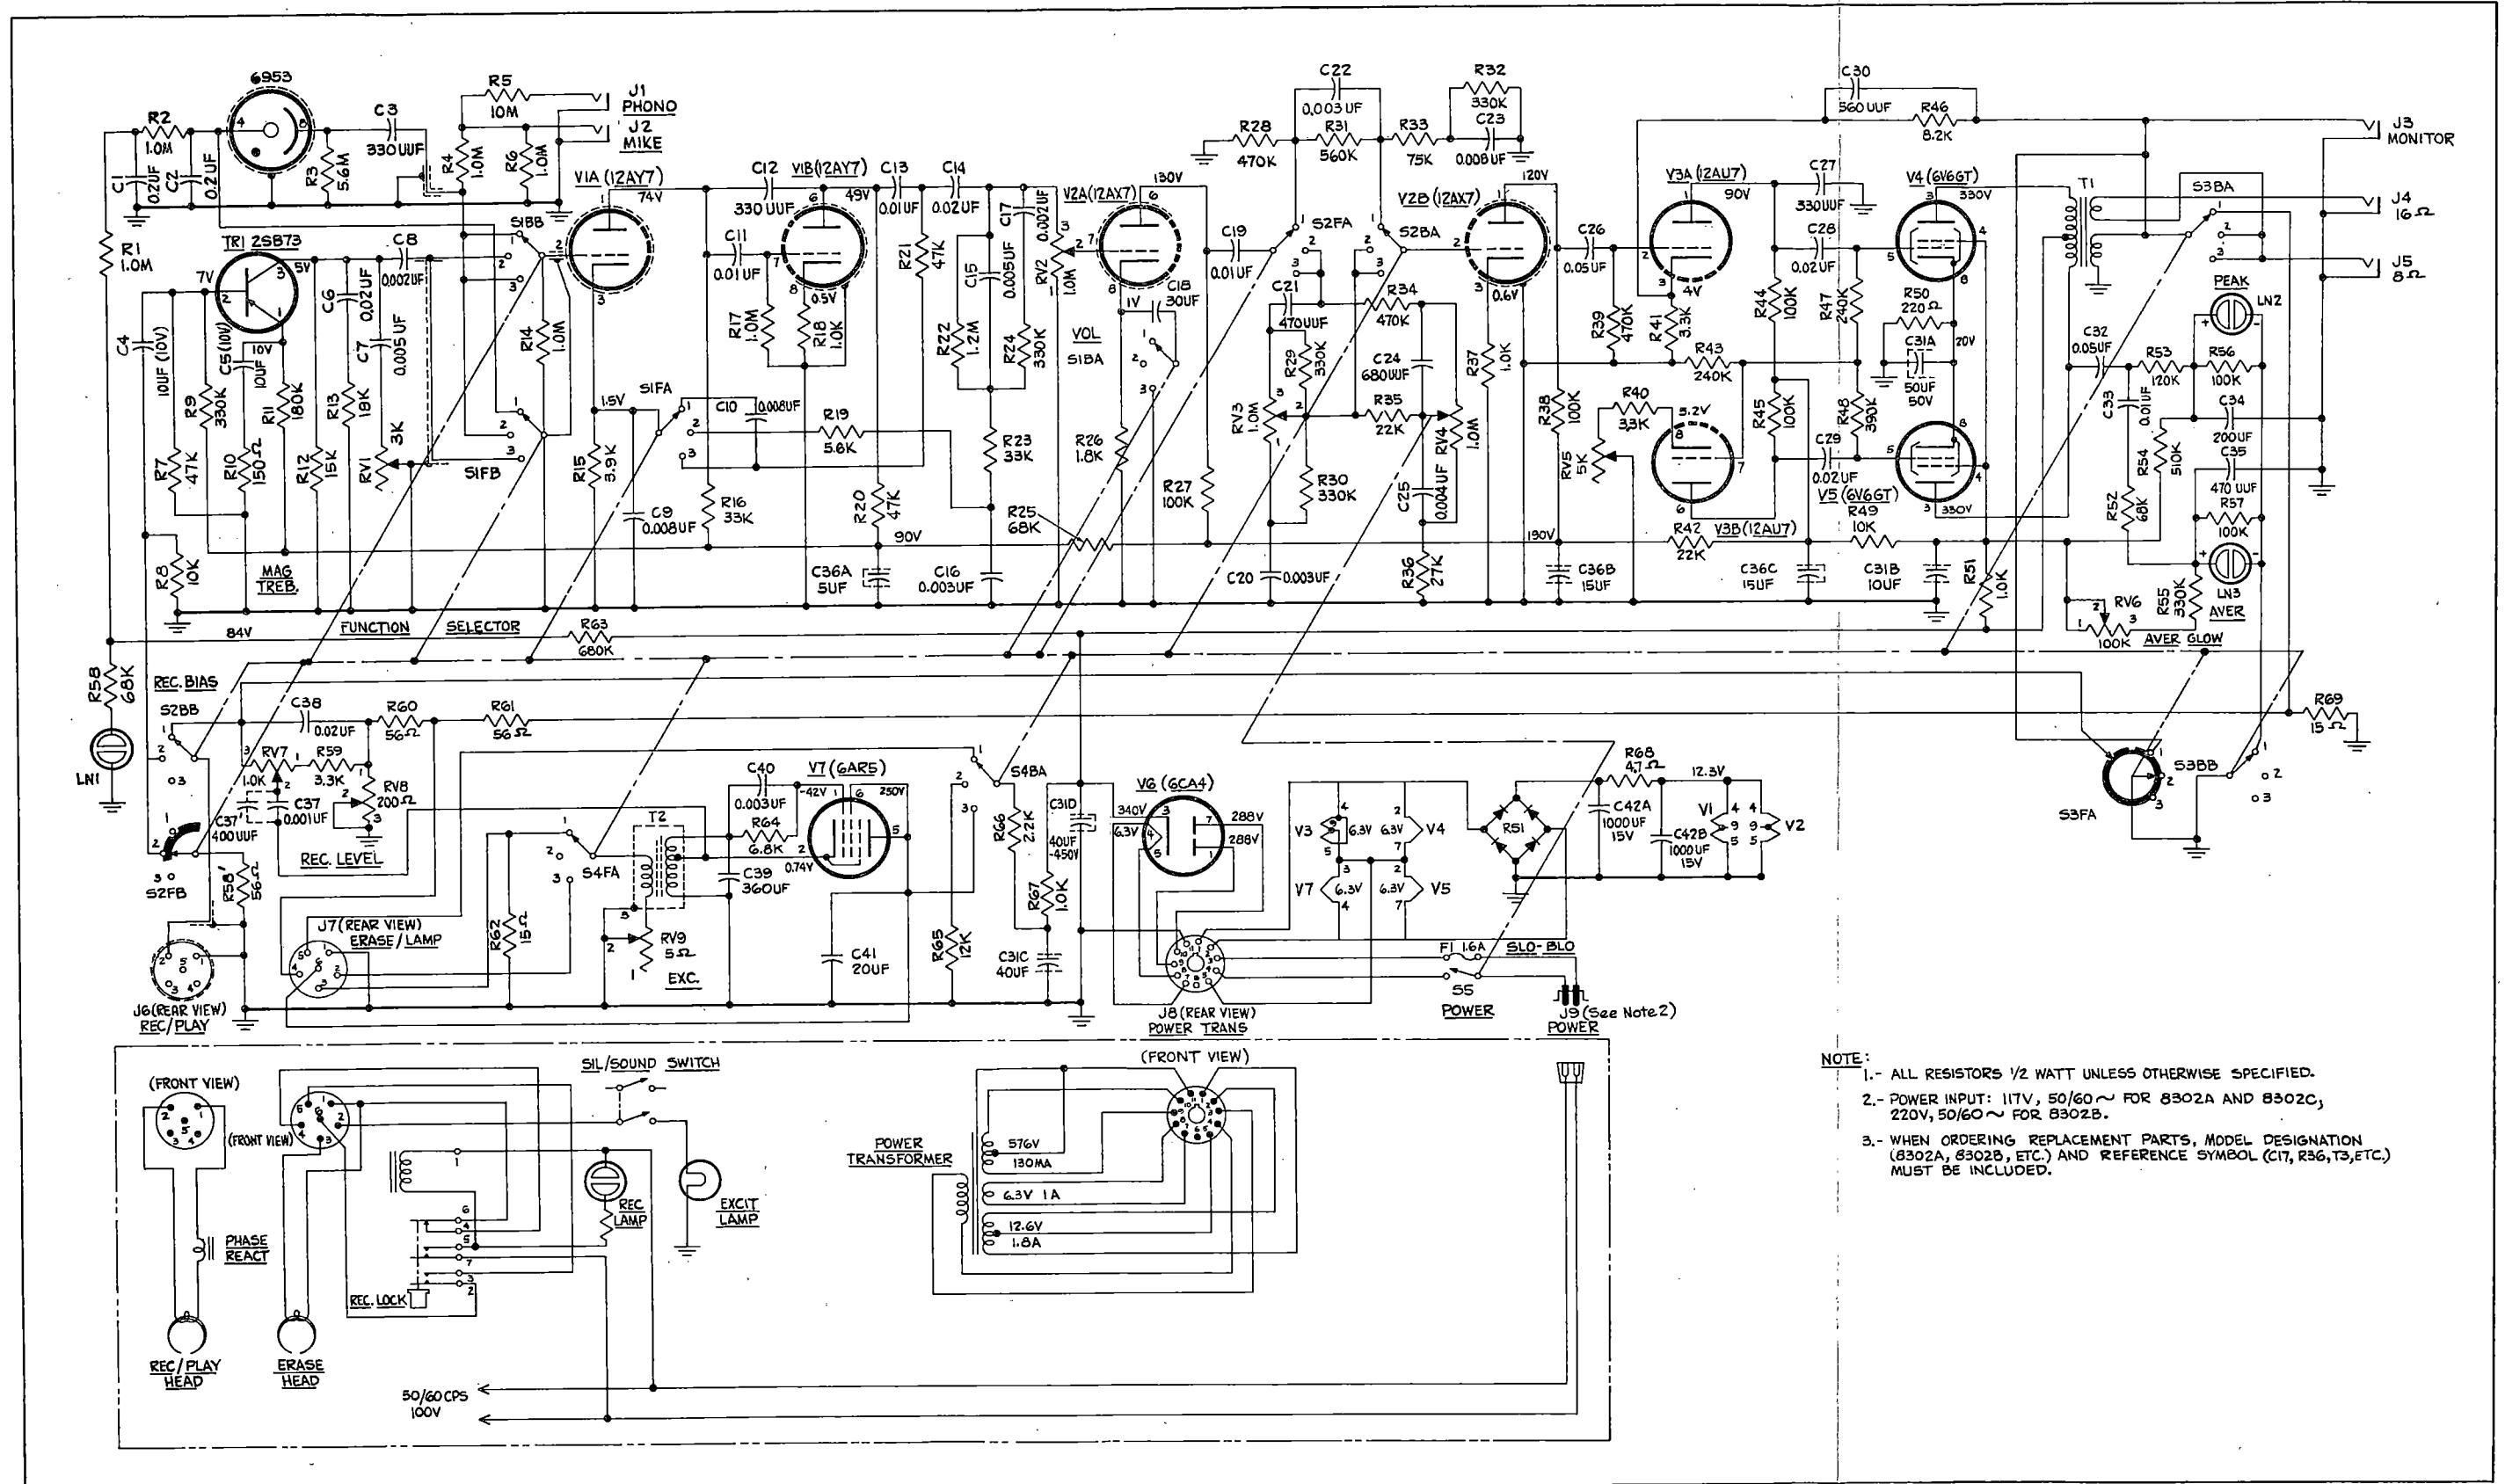 6953
R2
1.0M
C1
0.2UF
C2
0.2UF
R3
5.6M
C3
330UUF
R5
10M
J1
PHONO
J2
MIKE
R4
1.0M
R6
1.0M
R1
1.0M
TR1 2SB73
7V
5V
10V
C4
10UF (10V)
C5 (10V)
10UF
C6
0.02UF
C7
0.005UF
C8
0.002UF
R7
47K
R8
10K
R9
330K
R10
150Ω
R11
180K
R12
15K
R13
18K
RV1
3K
MAG
TREB.
S1BB
S1FB
R14
1.0M
V1A (12AY7)
74V
R15
3.9K
1.5V
S1FA
C9
0.008UF
C10
0.008UF
C11
0.01UF
C12
330UUF
V1B (12AY7)
49V
0.5V
R16
33K
R17
1.0M
R18
1.0K
R19
5.6K
R20
47K
C13
0.01UF
R21
47K
C14
0.02UF
C15
0.005UF
R22
1.2M
C17
0.002UF
R24
330K
R23
33K
C16
0.003UF
C36A
5UF
90V
R25
68K
RV2
1.0M
VOL
S1BA
V2A (12AX7)
130V
1V
C18
30UF
R26
1.8K
R27
100K
C19
0.01UF
R28
470K
C22
0.003UF
R31
560K
R33
75K
R32
330K
C23
0.008UF
S2FA
S2BA
C21
470UUF
R29
330K
R30
330K
RV3
1.0M
C20
0.003UF
R34
470K
R35
22K
C24
680UUF
C25
0.004UF
RV4
1.0M
R36
27K
V2B (12AX7)
120V
0.6V
R37
1.0K
R38
100K
190V
C36B
15UF
C26
0.05UF
R39
470K
V3A (12AU7)
90V
4V
R41
3.3K
R43
240K
R40
33K
RV5
5K
5.2V
V3B (12AU7)
R42
22K
R44
100K
R45
100K
C27
330UUF
C28
0.02UF
C29
0.02UF
R47
240K
R48
390K
C30
560UUF
R46
8.2K
V4 (6V6GT)
330V
R50
220Ω
C31A
50UF
50V
20V
V5 (6V6GT)
330V
R49
10K
C36C
15UF
C31B
10UF
R51
1.0K
T1
S3BA
J3
MONITOR
J4
16Ω
J5
8Ω
PEAK
LN2
C32
0.05UF
C33
0.01UF
R53
120K
R56
100K
C34
200UF
C35
470UUF
R57
100K
R54
510K
R52
68K
LN3
AVER
R55
330K
RV6
100K
AVER GLOW
84V
FUNCTION SELECTOR
R63
680K
R58
68K
LN1
REC. BIAS
S2BB
C38
0.02UF
R60
56Ω
R61
56Ω
RV7
1.0K
R59
3.3K
RV8
200Ω
C37
0.001UF
C37'
400UUF
REC. LEVEL
S2FB
R58'
56Ω
J6 (REAR VIEW)
REC/PLAY
J7 (REAR VIEW)
ERASE/LAMP
R62
15Ω
S4FA
T2
RV9
5Ω
EXC.
C40
0.003UF
R64
6.8K
C39
360UF
V7 (6AR5)
-42V
250V
0.74V
C41
20UF
S4BA
R65
12K
R66
2.2K
R67
1.0K
C31C
40UF
C31D
40UF
-450V
V6 (6CA4)
340V
6.3V
288V
288V
J8 (REAR VIEW)
POWER TRANS
V3
6.3V
6.3V
V4
V7
6.3V
6.3V
V5
F1 1.6A SLO-BLO
S5
POWER
J9 (See Note 2)
POWER
RS1
R68
4.7Ω
C42A
1000UF
15V
C42B
1000UF
15V
12.3V
V1
V2
S3FA
S3BB
R69
15Ω
(FRONT VIEW)
(FRONT VIEW)
SIL/SOUND SWITCH
PHASE
REACT
REC/PLAY
HEAD
ERASE
HEAD
REC. LOCK
REC
LAMP
EXCIT
LAMP
50/60 CPS
100V
(FRONT VIEW)
POWER
TRANSFORMER
576V
130MA
6.3V 1A
12.6V
1.8A
NOTE:
1.- ALL RESISTORS 1/2 WATT UNLESS OTHERWISE SPECIFIED.
2.- POWER INPUT: 117V, 50/60~ FOR 8302A AND 8302C,
220V, 50/60~ FOR 8302B.
3.- WHEN ORDERING REPLACEMENT PARTS, MODEL DESIGNATION
(8302A, 8302B, ETC.) AND REFERENCE SYMBOL (C17, R36, T3, ETC.)
MUST BE INCLUDED.